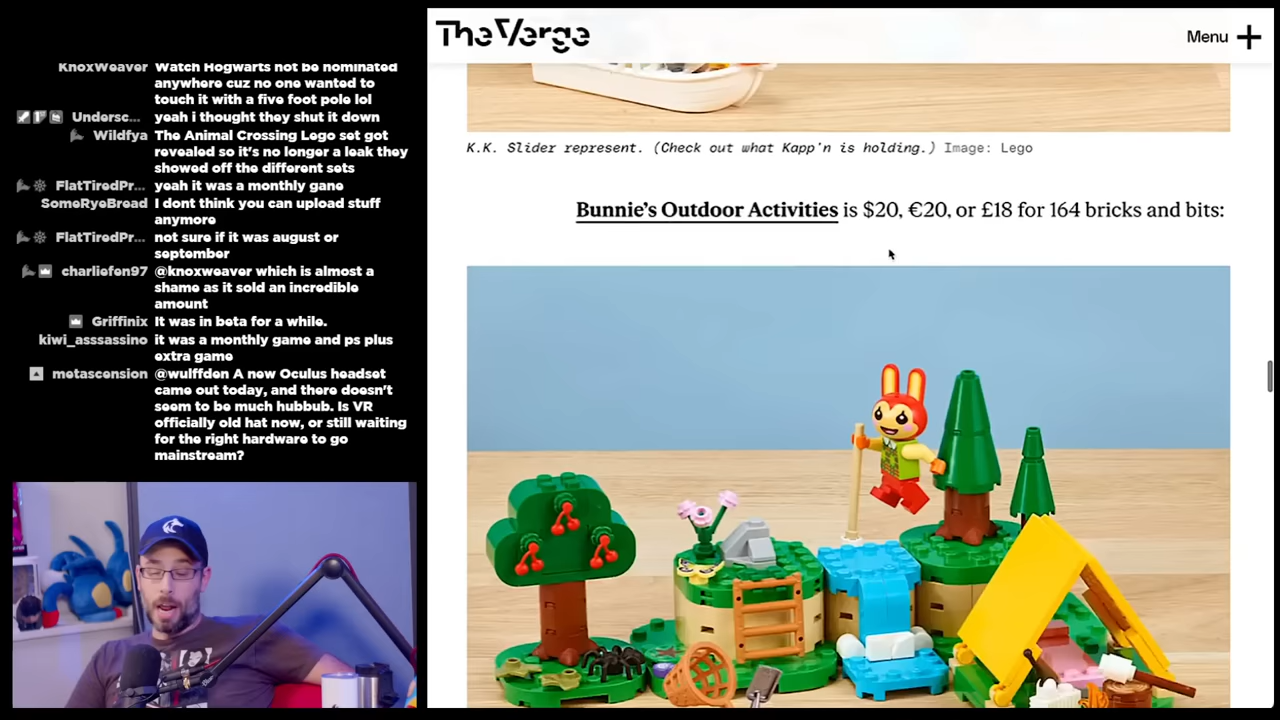 KnoxWeaver Watch Hogwarts not be nominated
anywhere cuz no one wanted to
touch it with a five foot pole lol
Undersc... yeah i thought they shut it down
Wildfya The Animal Crossing Lego set got
revealed so it's no longer a leak they
showed off the different sets
FlatTiredPr... yeah it was a monthly gane
SomeRyeBread I dont think you can upload stuff
anymore
FlatTiredPr... not sure if it was august or
september
charliefen97 @knoxweaver which is almost a
shame as it sold an incredible
amount
Griffinix It was in beta for a while.
kiwi_asssassino it was a monthly game and ps plus
extra game
metascension @wulffden A new Oculus headset
came out today, and there doesn't
seem to be much hubbub. Is VR
officially old hat now, or still waiting
for the right hardware to go
mainstream?
The Verge
Menu
K.K. Slider represent. (Check out what Kapp'n is holding.) Image: Lego
Bunnie's Outdoor Activities is $20, €20, or £18 for 164 bricks and bits: